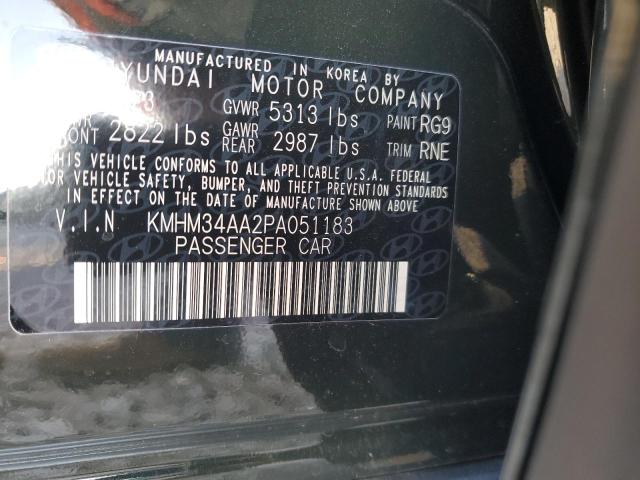 MANUFACTURED IN KOREA BY
HYUNDAI MOTOR COMPANY
GVWR 5313 lbs PAINT RG9
FRONT 2822 lbs GAWR REAR 2987 lbs TRIM RNE
THIS VEHICLE CONFORMS TO ALL APPLICABLE U.S.A. FEDERAL
MOTOR VEHICLE SAFETY, BUMPER, AND THEFT PREVENTION STANDARDS
IN EFFECT ON THE DATE OF MANUFACTURE SHOWN ABOVE.
V.I.N KMHM34AA2PA051183
PASSENGER CAR